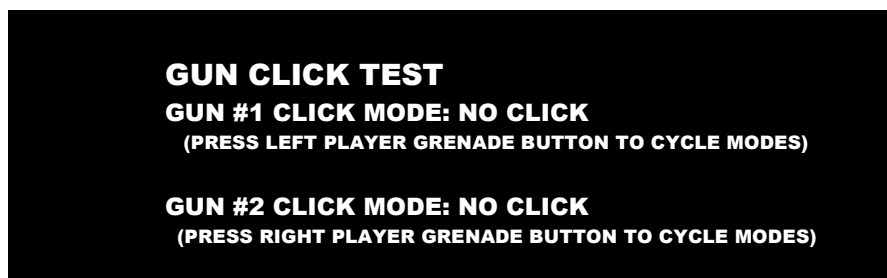 GUN CLICK TEST
GUN #1 CLICK MODE: NO CLICK
(PRESS LEFT PLAYER GRENADE BUTTON TO CYCLE MODES)
GUN #2 CLICK MODE: NO CLICK
(PRESS RIGHT PLAYER GRENADE BUTTON TO CYCLE MODES)